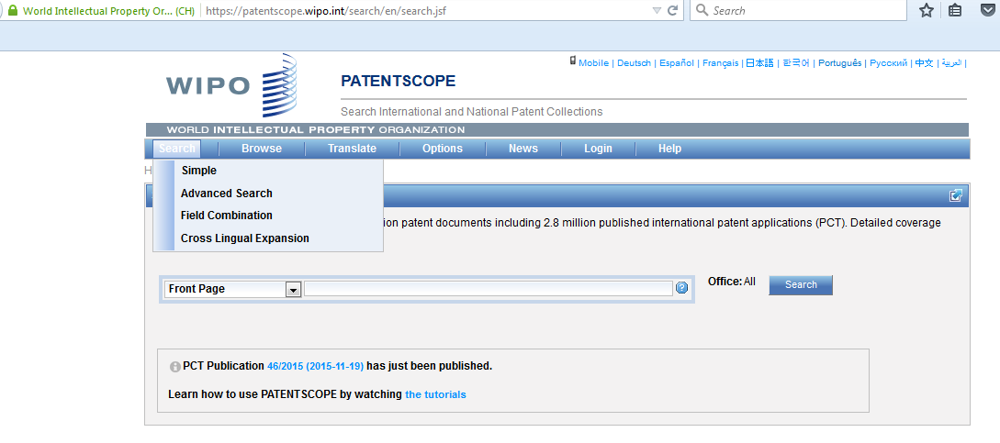 World Intellectual Property Or... (CH) https://patentscope.wipo.int/search/en/search.jsf Search
Mobile | Deutsch | Español | Français | 日本語 | 한국어 | Português | Русский | 中文 | العربية |
WIPO
PATENTSCOPE
Search International and National Patent Collections
WORLD INTELLECTUAL PROPERTY ORGANIZATION
Search Browse Translate Options News Login Help
H
Simple
Advanced Search
Field Combination
ion patent documents including 2.8 million published international patent applications (PCT). Detailed coverage
Cross Lingual Expansion
Front Page Office: All Search
PCT Publication 46/2015 (2015-11-19) has just been published.
Learn how to use PATENTSCOPE by watching the tutorials